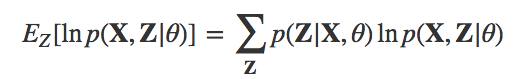 E_Z[ln p(X, Z|θ)] = ∑_Z p(Z|X, θ) ln p(X, Z|θ)